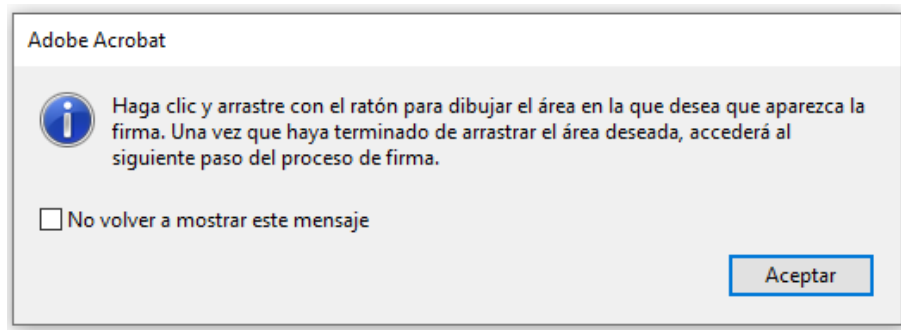 Adobe Acrobat
Haga clic y arrastre con el ratón para dibujar el área en la que desea que aparezca la
firma. Una vez que haya terminado de arrastrar el área deseada, accederá al
siguiente paso del proceso de firma.
No volver a mostrar este mensaje
Aceptar